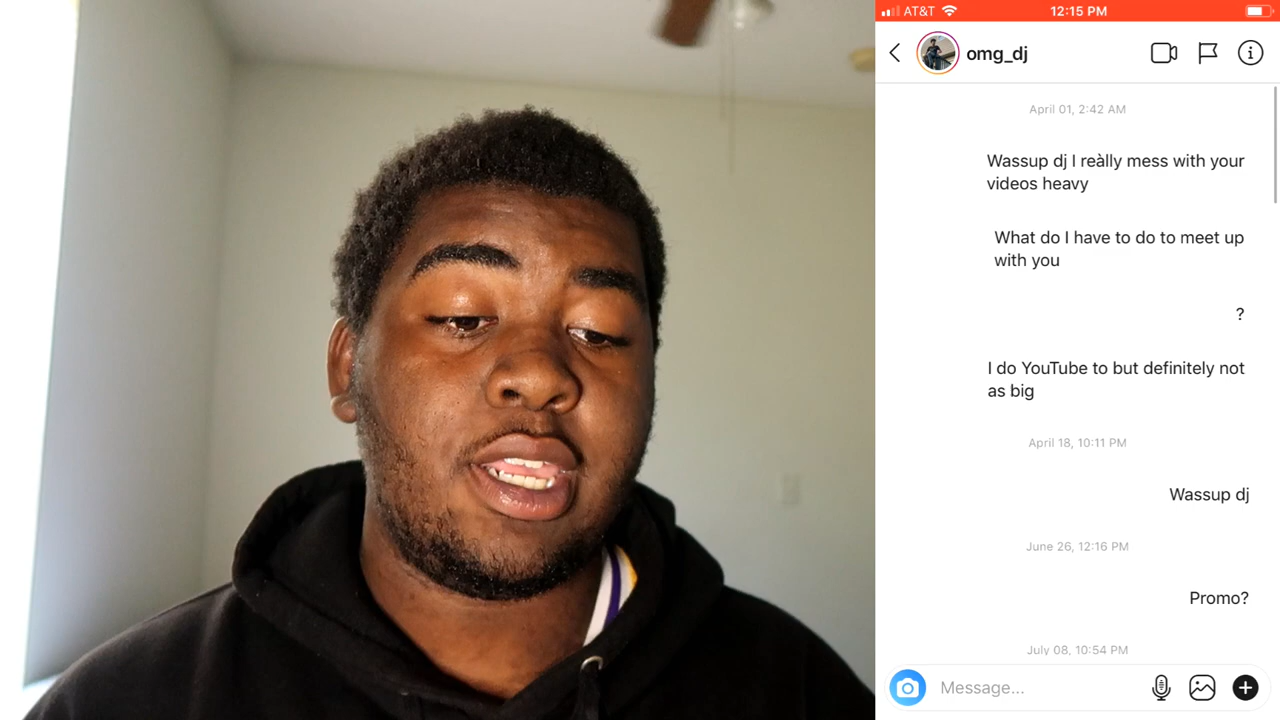 AT&T
12:15 PM
omg_dj
April 01, 2:42 AM
Wassup dj I reàlly mess with your
videos heavy
What do I have to do to meet up
with you
?
I do YouTube to but definitely not
as big
April 18, 10:11 PM
Wassup dj
June 26, 12:16 PM
Promo?
July 08, 10:54 PM
Message...